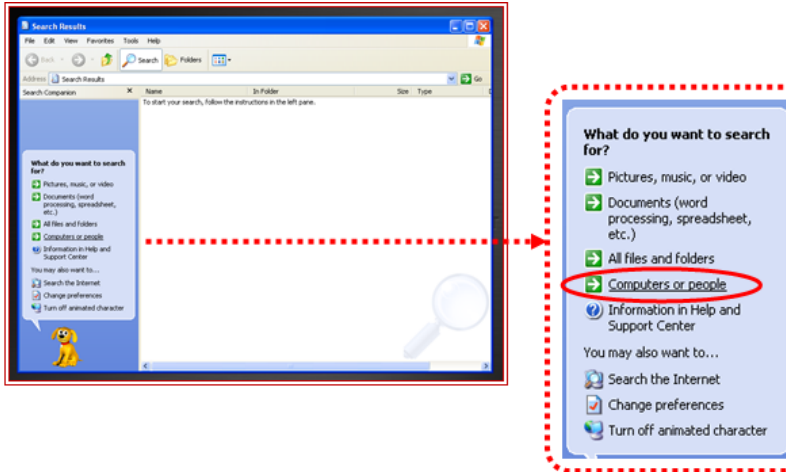 Search Results
File Edit View Favorites Tools Help
Back Search Folders
Address Search Results Go
Search Companion Name In Folder Size Type
To start your search, follow the instructions in the left pane.
What do you want to search
for?
Pictures, music, or video
Documents (word
processing, spreadsheet,
etc.)
All files and folders
Computers or people
Information in Help and
Support Center
You may also want to...
Search the Internet
Change preferences
Turn off animated character
What do you want to search
for?
Pictures, music, or video
Documents (word
processing, spreadsheet,
etc.)
All files and folders
Computers or people
Information in Help and
Support Center
You may also want to...
Search the Internet
Change preferences
Turn off animated character